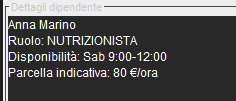 Dettagli dipendente
Anna Marino
Ruolo: NUTRIZIONISTA
Disponibilità: Sab 9:00-12:00
Parcella indicativa: 80 €/ora